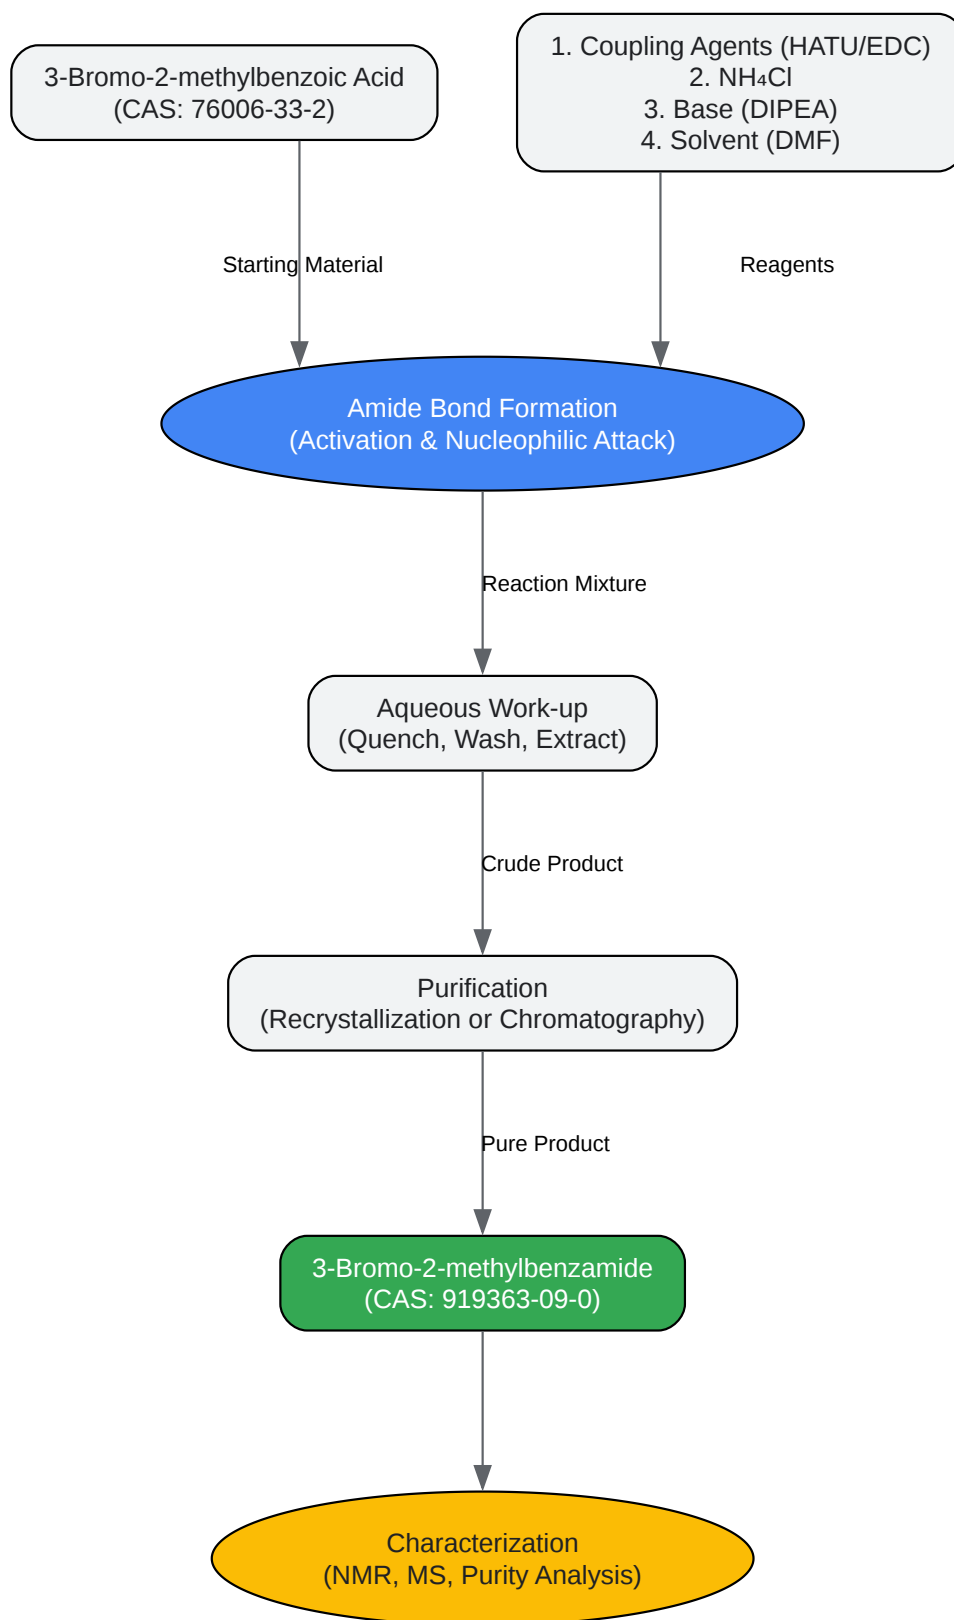 3-Bromo-2-methylbenzoic Acid
(CAS: 76006-33-2)
1. Coupling Agents (HATU/EDC)
2. NH₄Cl
3. Base (DIPEA)
4. Solvent (DMF)
Starting Material
Reagents
Amide Bond Formation
(Activation & Nucleophilic Attack)
Reaction Mixture
Aqueous Work-up
(Quench, Wash, Extract)
Crude Product
Purification
(Recrystallization or Chromatography)
Pure Product
3-Bromo-2-methylbenzamide
(CAS: 919363-09-0)
Characterization
(NMR, MS, Purity Analysis)